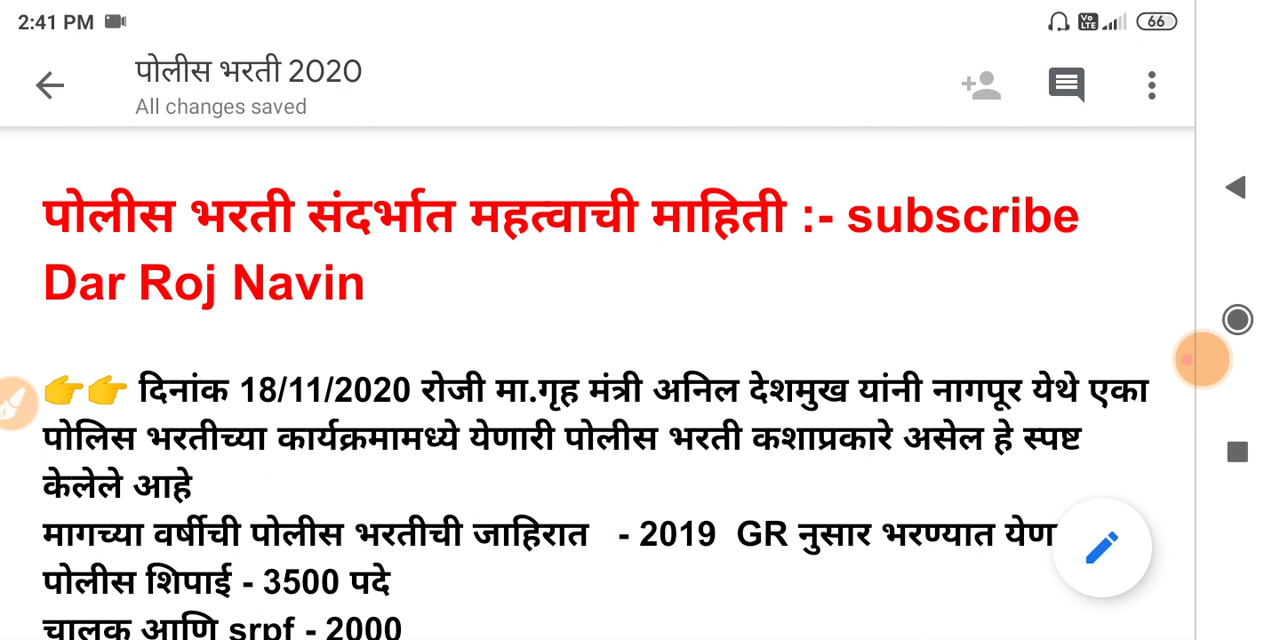 2:41 PM
Vo LTE
66
पोलीस भरती 2020
All changes saved
पोलीस भरती संदर्भात महत्वाची माहिती :- subscribe
Dar Roj Navin
👉👉 दिनांक 18/11/2020 रोजी मा.गृह मंत्री अनिल देशमुख यांनी नागपूर येथे एका
पोलिस भरतीच्या कार्यक्रमामध्ये येणारी पोलीस भरती कशाप्रकारे असेल हे स्पष्ट
केलेले आहे
मागच्या वर्षीची पोलीस भरतीची जाहिरात - 2019 GR नुसार भरण्यात येण
पोलीस शिपाई - 3500 पदे
चालक आणि srpf - 2000